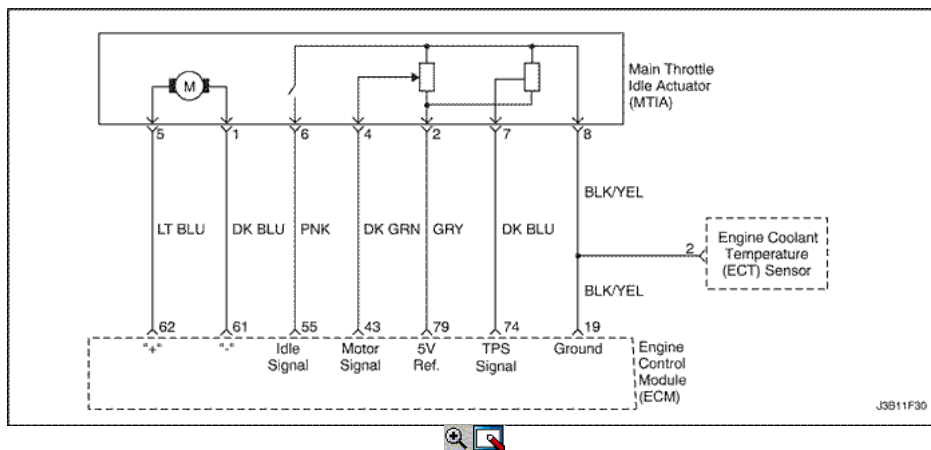 Main Throttle
Idle Actuator
(MTIA)
M
5 1 6 4 2 7 8
BLK/YEL
LT BLU DK BLU PNK DK GRN GRY DK BLU
2
Engine Coolant
Temperature
(ECT) Sensor
BLK/YEL
62 61 55 43 79 74 19
"+" "-" Idle Signal Motor Signal 5V Ref. TPS Signal Ground
Engine
Control
Module
(ECM)
J3B11F30